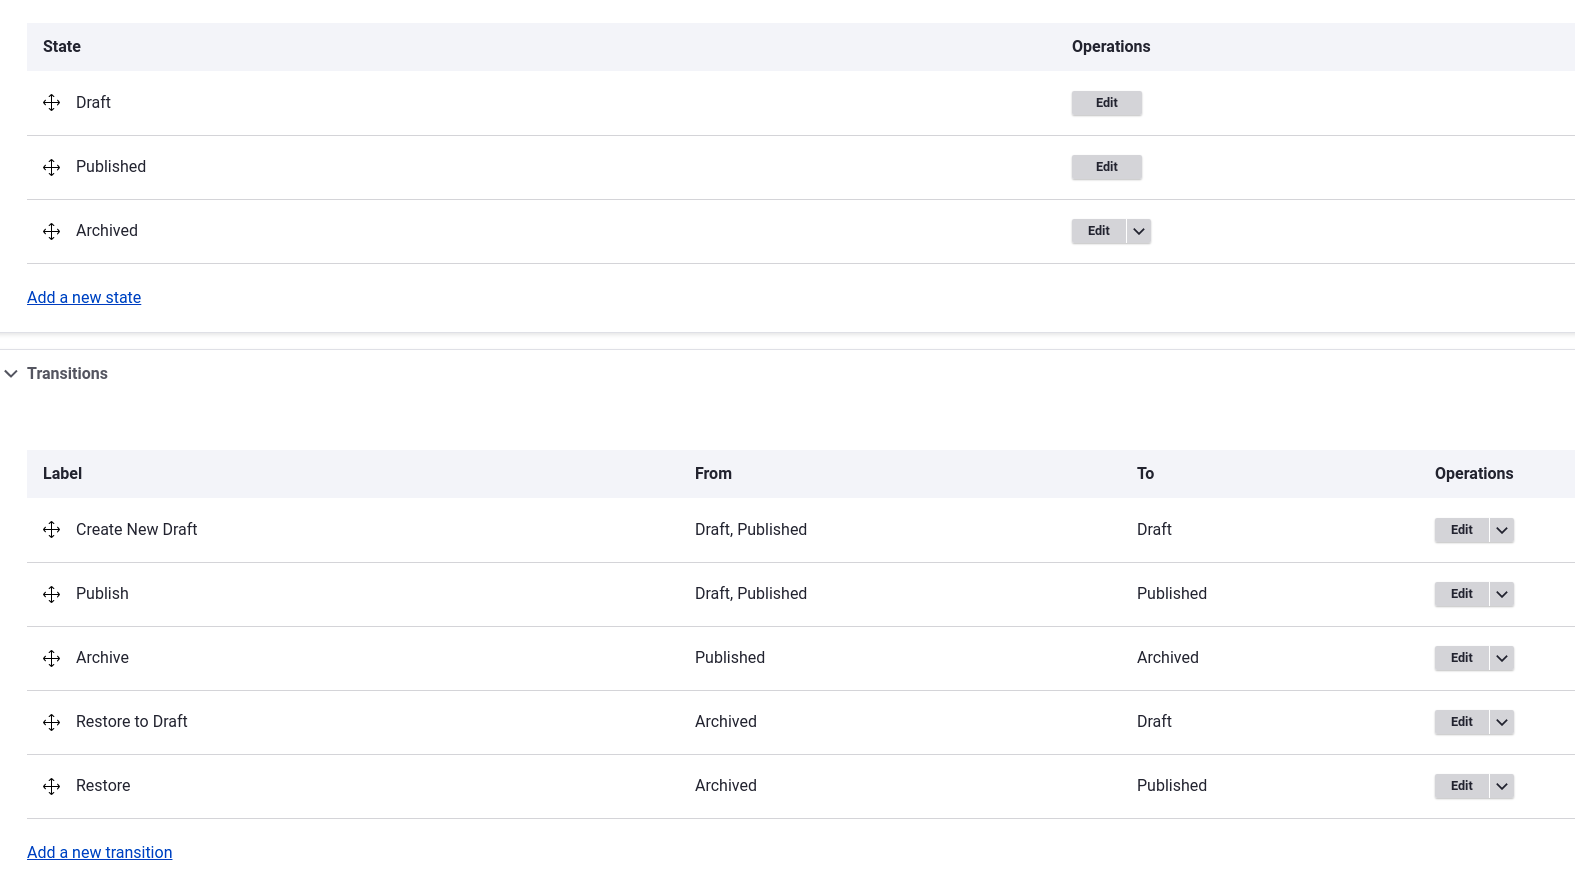 State Operations
Draft Edit
Published Edit
Archived Edit
Add a new state
Transitions
Label From To Operations
Create New Draft Draft, Published Draft Edit
Publish Draft, Published Published Edit
Archive Published Archived Edit
Restore to Draft Archived Draft Edit
Restore Archived Published Edit
Add a new transition